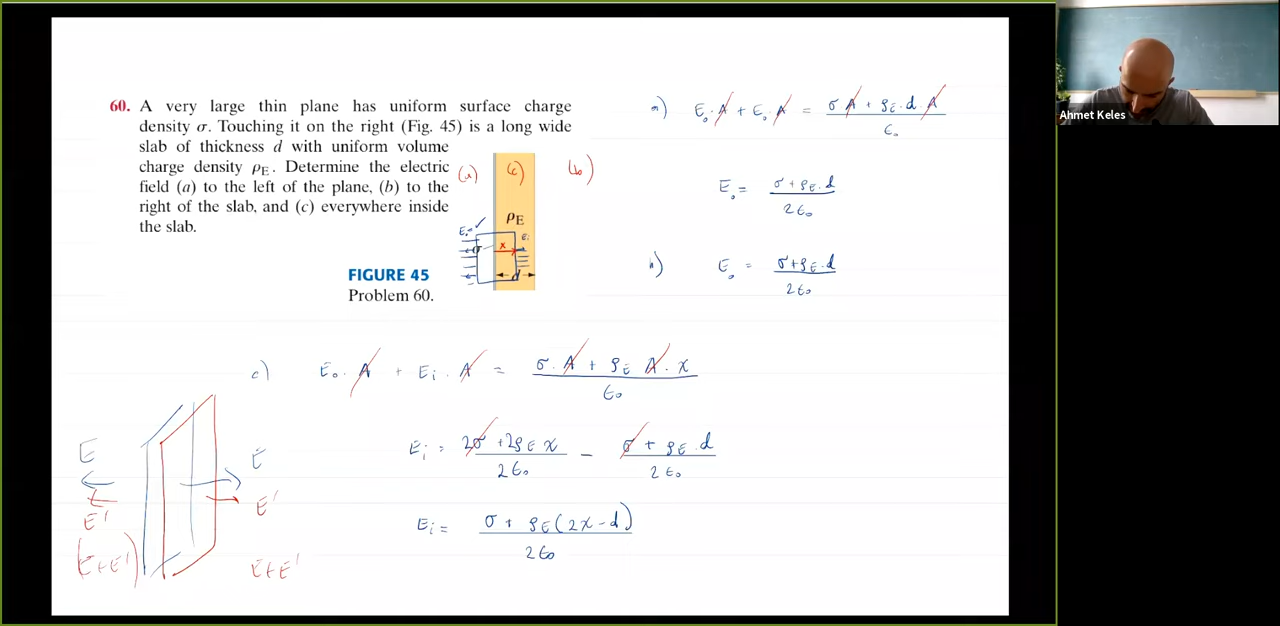 60. A very large thin plane has uniform surface charge
density σ. Touching it on the right (Fig. 45) is a long wide
slab of thickness d with uniform volume
charge density ρE. Determine the electric
field (a) to the left of the plane, (b) to the
right of the slab, and (c) everywhere inside
the slab.
(a) (c) (b)
ρE
E₀ ✓
Ei
σ
x
d
FIGURE 45
Problem 60.
a) E₀.A + E₀.A = (σA + ρE.d A) / ε₀
E₀ = (σ + ρE.d) / 2ε₀
b) E₀ = (σ+ρE.d) / 2ε₀
c) E₀.A + Ei.A = (σ.A + ρE A.x) / ε₀
Ei = (2σ + 2ρE x) / 2ε₀ - (σ + ρE.d) / 2ε₀
Ei = (σ + ρE(2x-d)) / 2ε₀
E
E
E'
E'
(E+E')
E+E'
Ahmet Keles